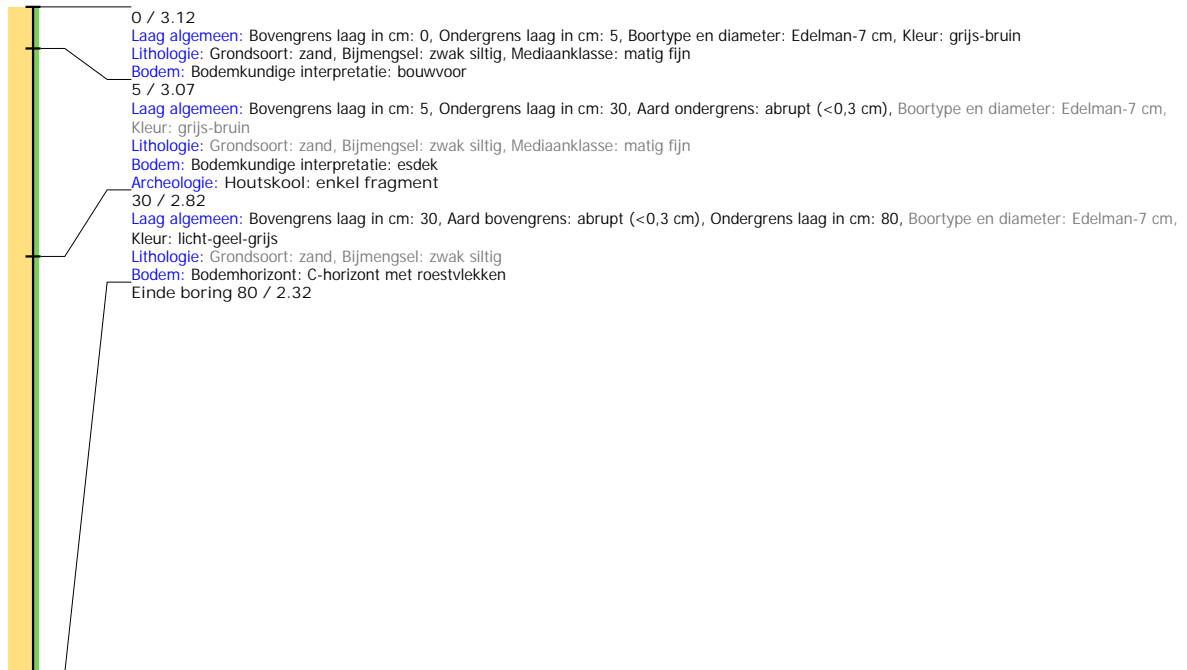 0 / 3.12
Laag algemeen: Bovengrens laag in cm: 0, Ondergrens laag in cm: 5, Boortype en diameter: Edelman-7 cm, Kleur: grijs-bruin
Lithologie: Grondsoort: zand, Bijmengsel: zwak siltig, Mediaanklasse: matig fijn
Bodem: Bodemkundige interpretatie: bouwvoor
5 / 3.07
Laag algemeen: Bovengrens laag in cm: 5, Ondergrens laag in cm: 30, Aard ondergrens: abrupt (<0,3 cm), Boortype en diameter: Edelman-7 cm,
Kleur: grijs-bruin
Lithologie: Grondsoort: zand, Bijmengsel: zwak siltig, Mediaanklasse: matig fijn
Bodem: Bodemkundige interpretatie: esdek
Archeologie: Houtskool: enkel fragment
30 / 2.82
Laag algemeen: Bovengrens laag in cm: 30, Aard bovengrens: abrupt (<0,3 cm), Ondergrens laag in cm: 80, Boortype en diameter: Edelman-7 cm,
Kleur: licht-geel-grijs
Lithologie: Grondsoort: zand, Bijmengsel: zwak siltig
Bodem: Bodemhorizont: C-horizont met roestvlekken
Einde boring 80 / 2.32